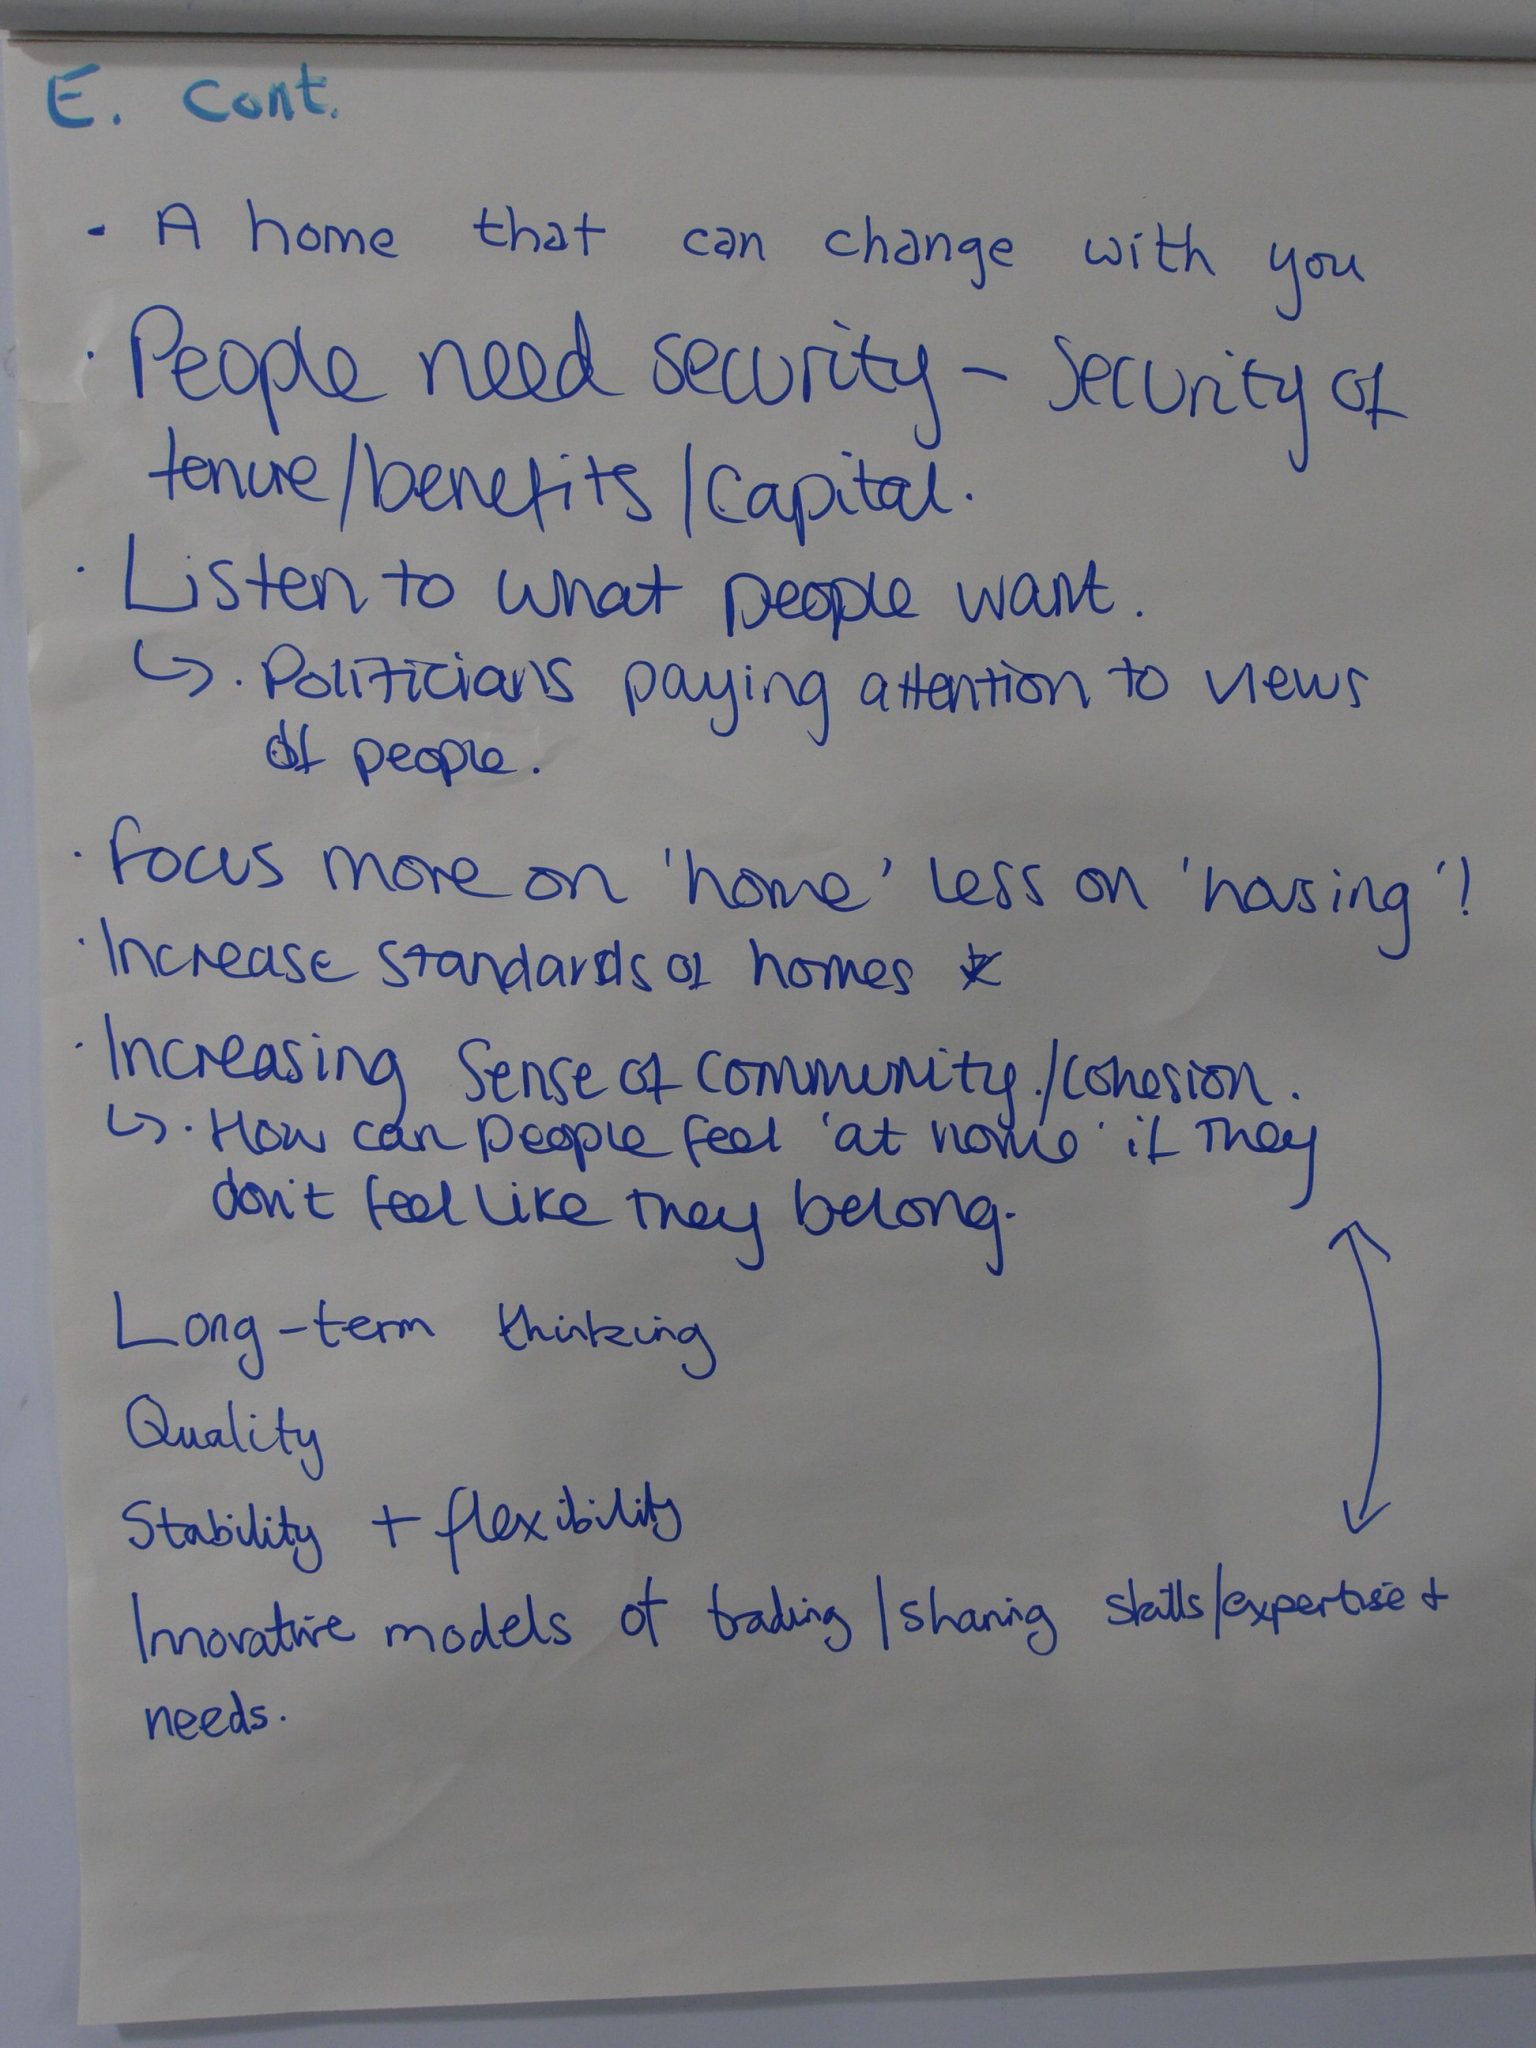 E. Cont.
· A home that can change with you
· People need security – security of
tenure/benefits/capital.
· Listen to what people want.
↳ · Politicians paying attention to views
of people.
· Focus more on 'home' less on 'housing'!
· Increase standards of homes *
· Increasing sense of community./cohesion.
↳ · How can people feel 'at home' if they
don't feel like they belong.
Long-term thinking
Quality
Stability + flexibility
Innovative models of trading/sharing skills/expertise +
needs.